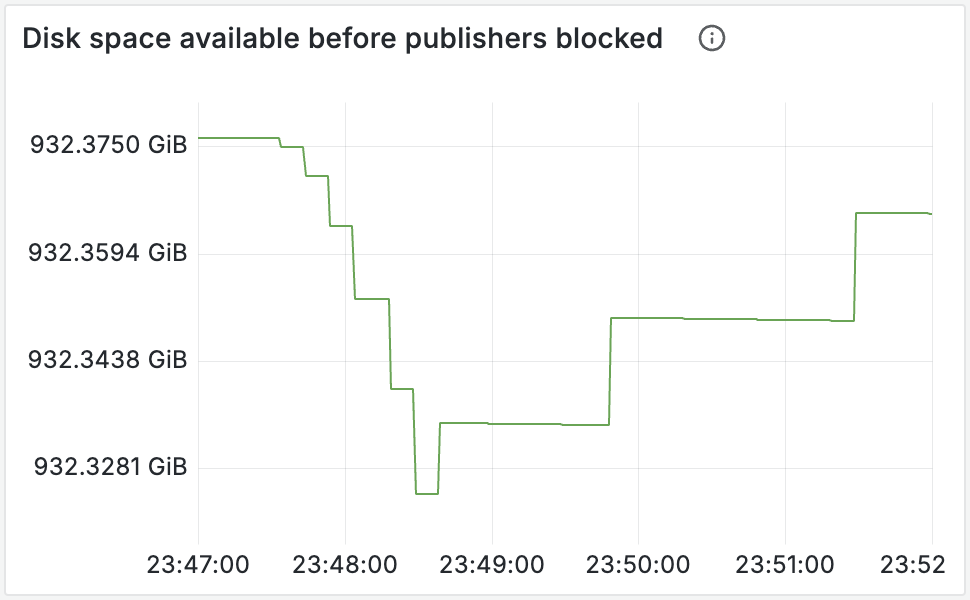 Disk space available before publishers blocked
932.3750 GiB
932.3594 GiB
932.3438 GiB
932.3281 GiB
23:47:00 23:48:00 23:49:00 23:50:00 23:51:00 23:52